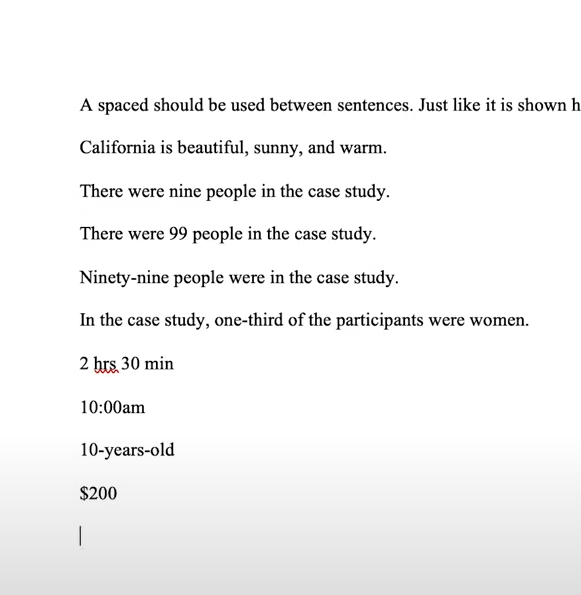 A spaced should be used between sentences. Just like it is shown h
California is beautiful, sunny, and warm.
There were nine people in the case study.
There were 99 people in the case study.
Ninety-nine people were in the case study.
In the case study, one-third of the participants were women.
2 hrs 30 min
10:00am
10-years-old
$200